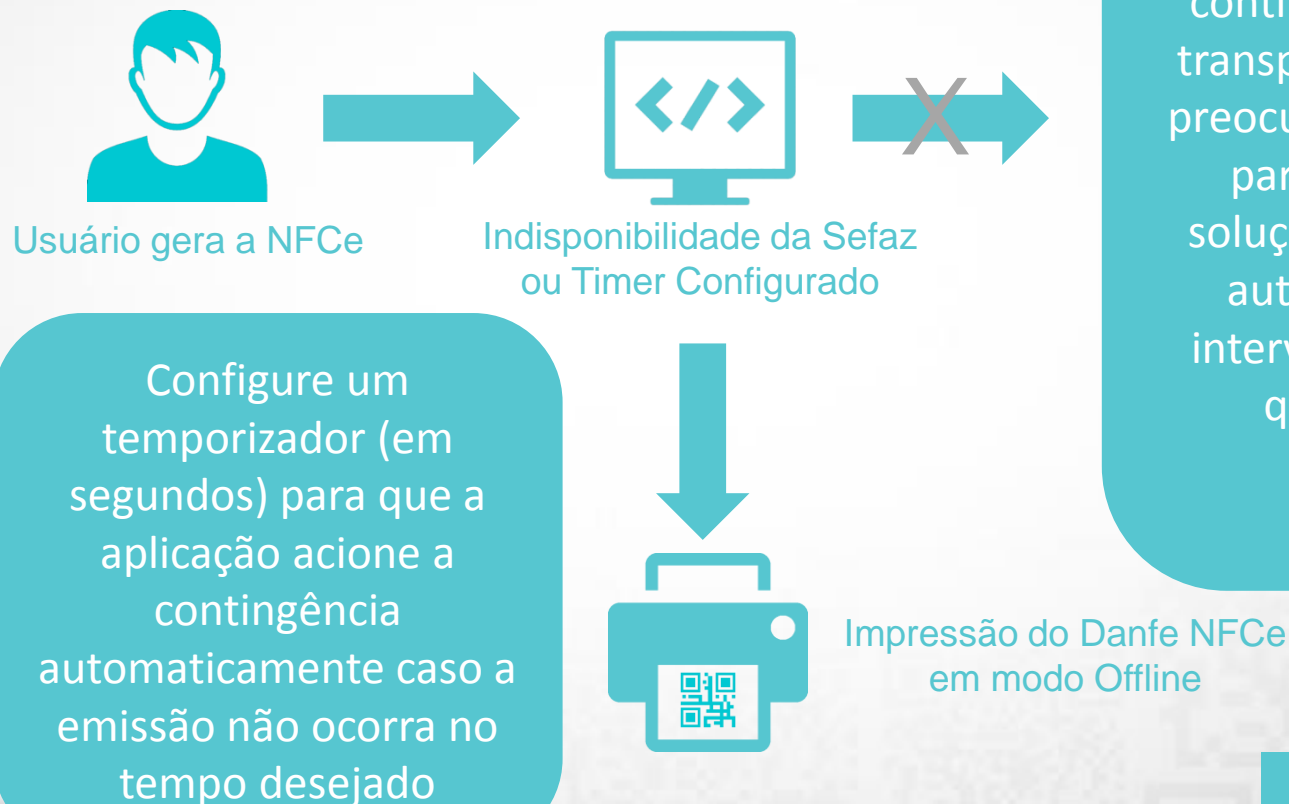 Usuário gera a NFCe
Indisponibilidade da Sefaz
ou Timer Configurado
X
Configure um
temporizador (em
segundos) para que a
aplicação acione a
contingência
automaticamente caso a
emissão não ocorra no
tempo desejado
Impressão do Danfe NFCe
em modo Offline
par